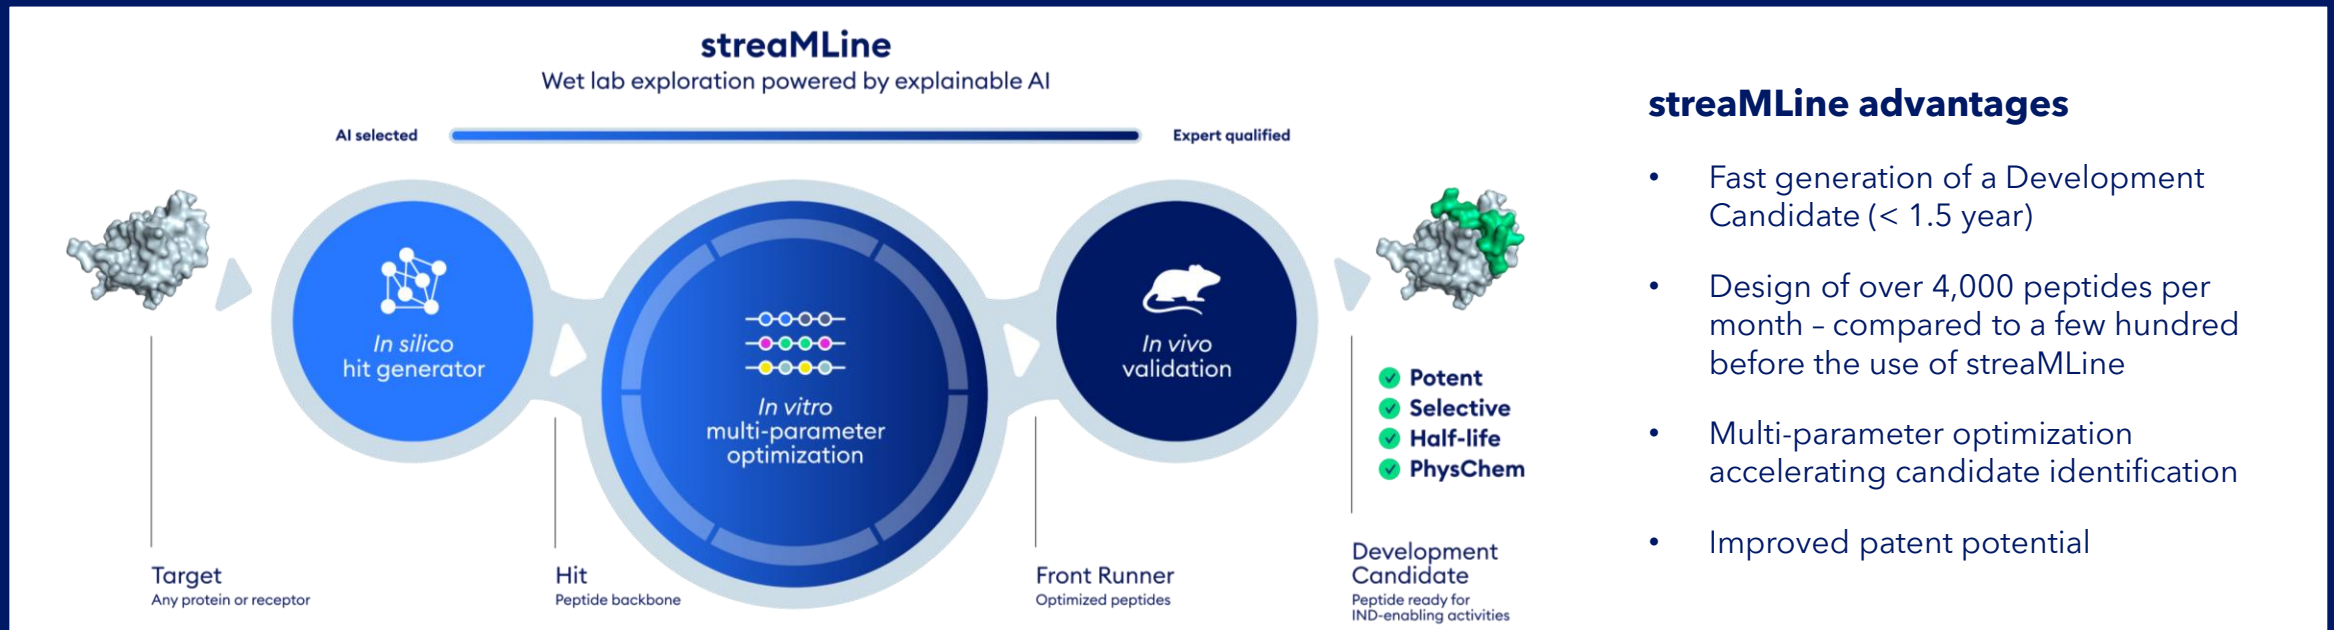 streaMLine
Wet lab exploration powered by explainable AI
AI selected
Expert qualified
In silico
hit generator
In vitro
multi-parameter
optimization
In vivo
validation
Potent
Selective
Half-life
PhysChem
Target
Any protein or receptor
Hit
Peptide backbone
Front Runner
Optimized peptides
Development
Candidate
Peptide ready for
IND-enabling activities
streaMLine advantages
• Fast generation of a Development
Candidate (< 1.5 year)
• Design of over 4,000 peptides per
month – compared to a few hundred
before the use of streaMLine
• Multi-parameter optimization
accelerating candidate identification
• Improved patent potential